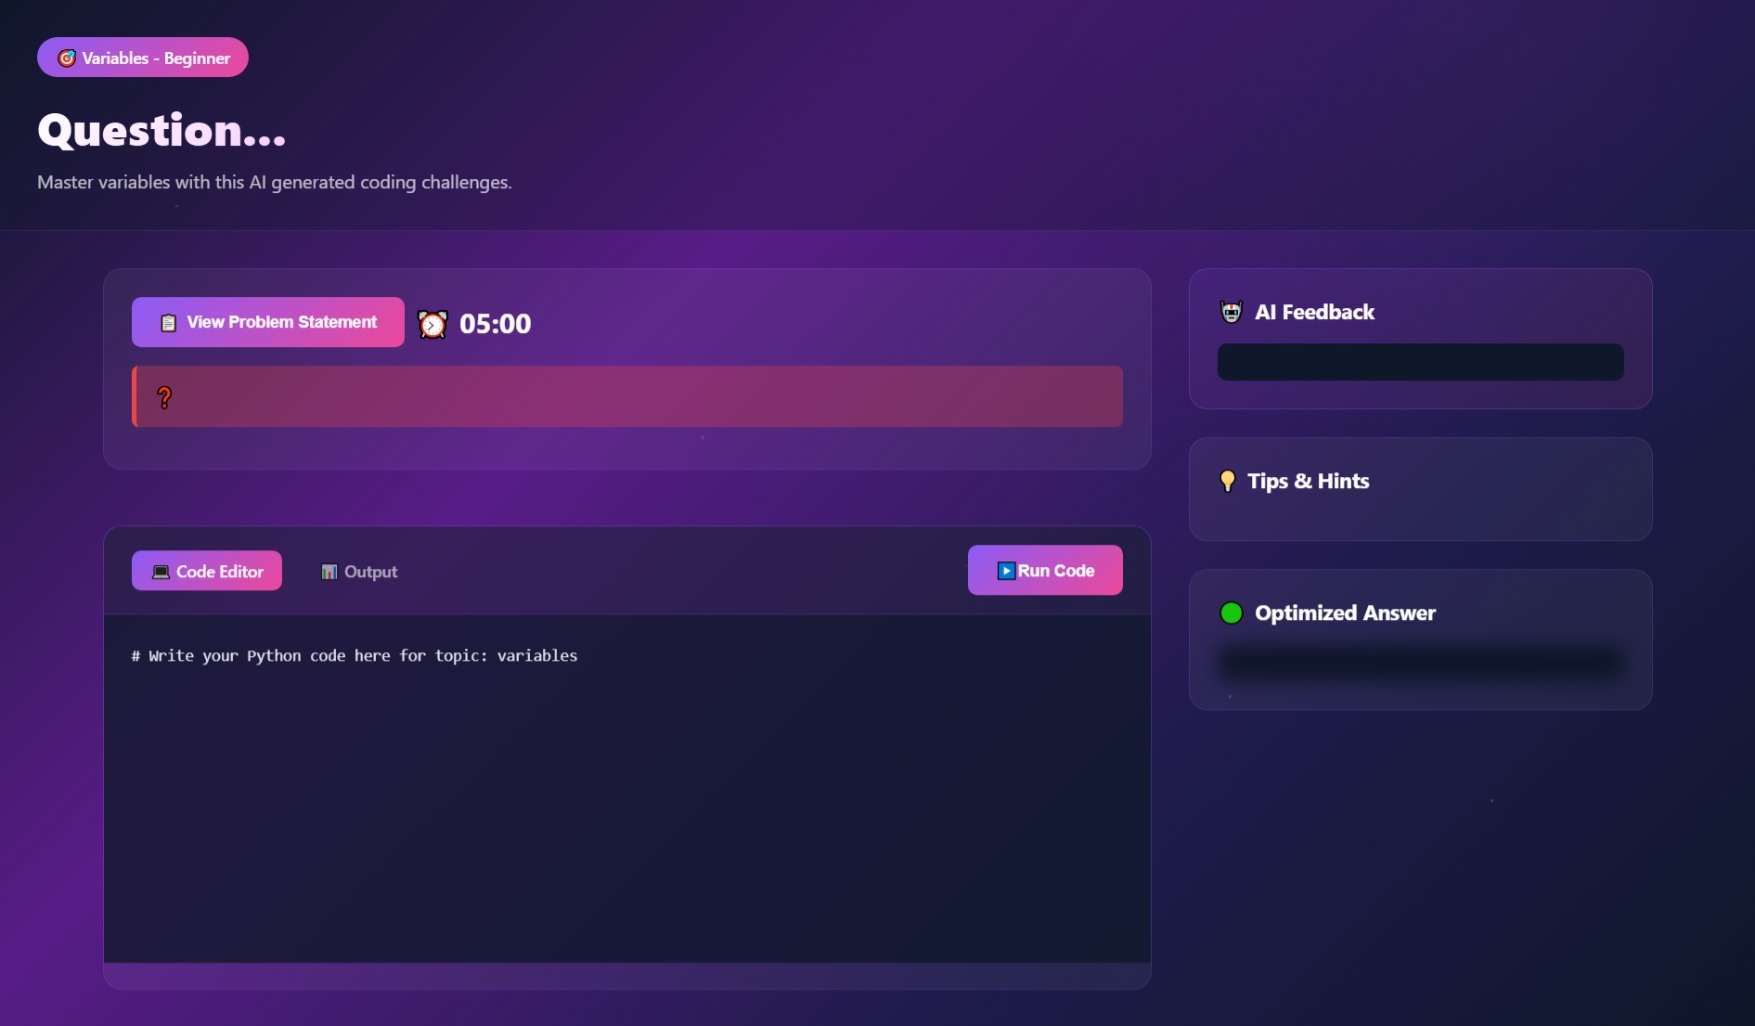 Variables - Beginner
Question...
Master variables with this AI generated coding challenges.
View Problem Statement
05:00
AI Feedback
Tips & Hints
Code Editor
Output
Run Code
Optimized Answer
# Write your Python code here for topic: variables